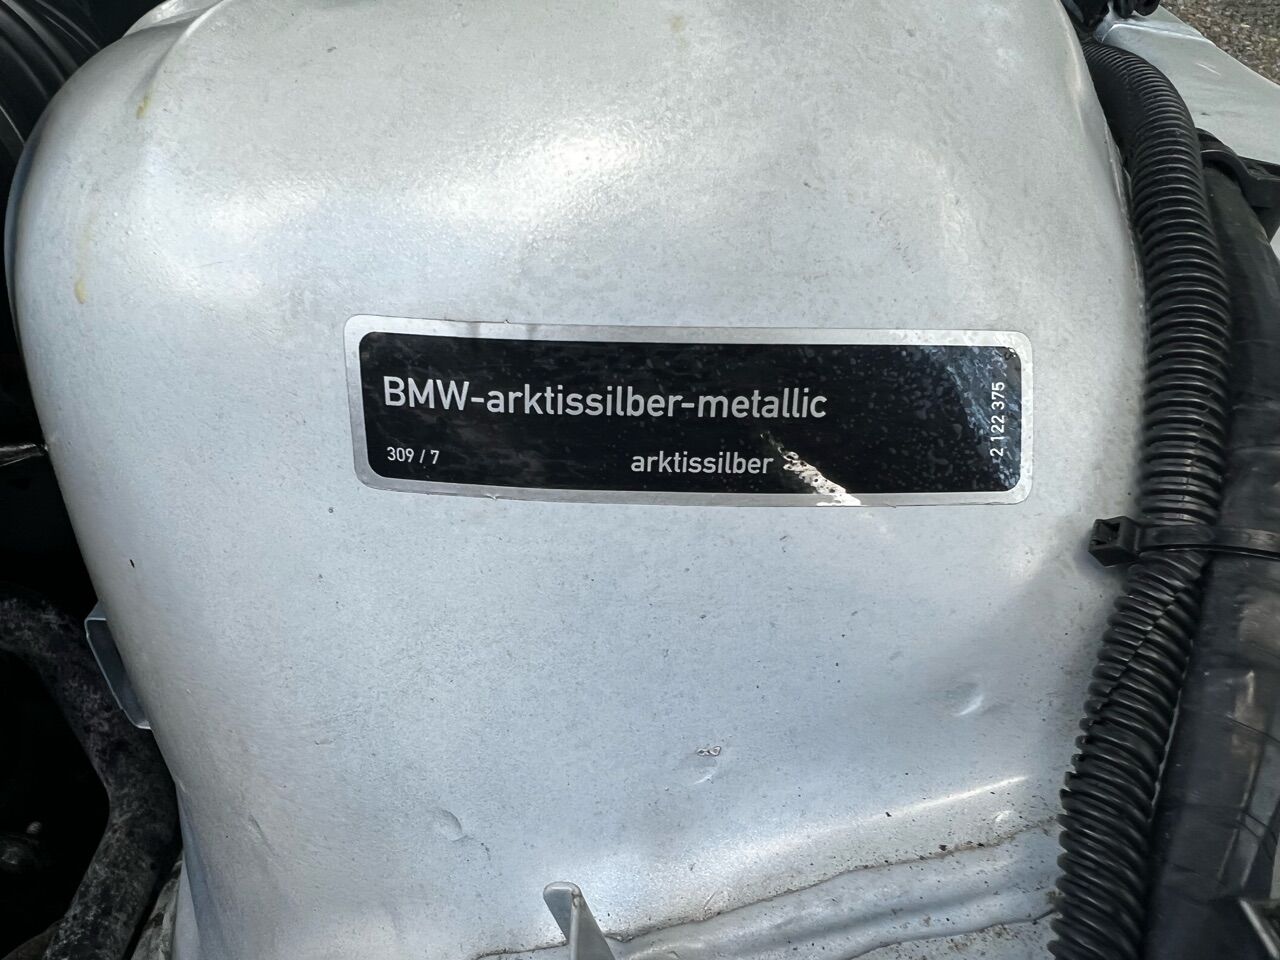 BMW-arktissilber-metallic
309 / 7
arktissilber
2 122 375